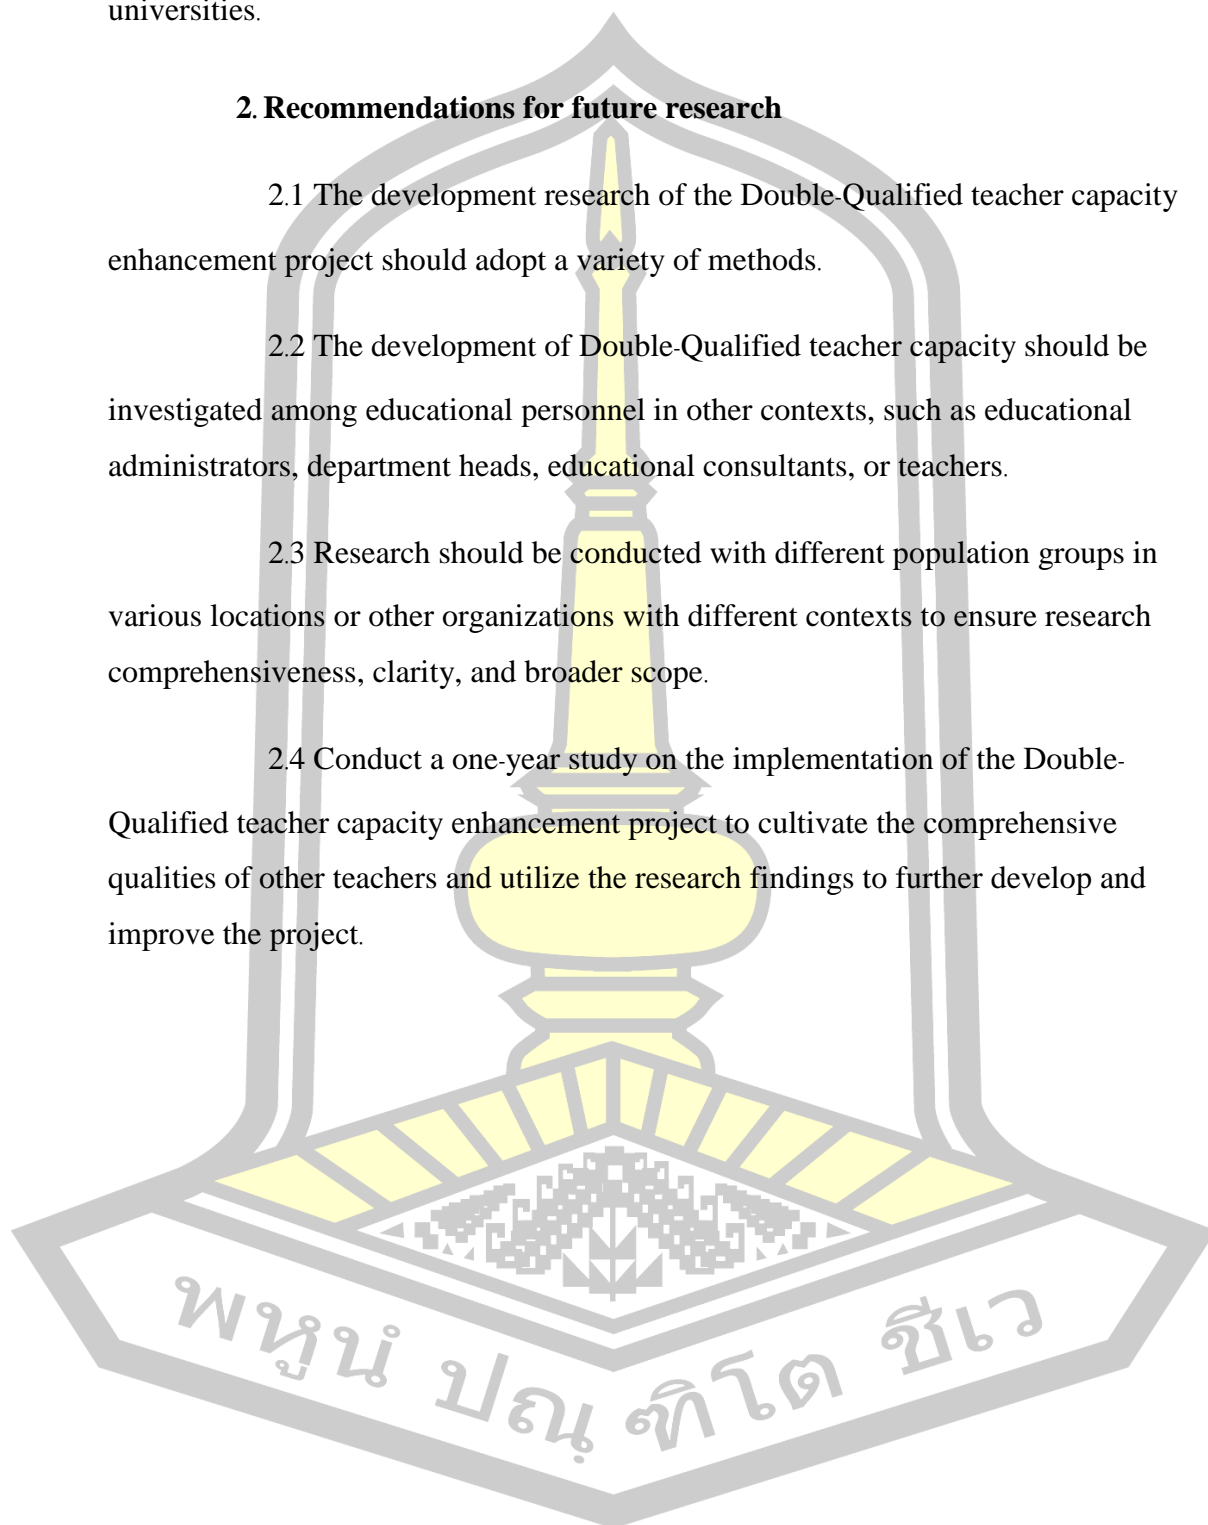 universities.
2. Recommendations for future research
2.1 The development research of the Double-Qualified teacher capacity
enhancement project should adopt a variety of methods.
2.2 The development of Double-Qualified teacher capacity should be
investigated among educational personnel in other contexts, such as educational
administrators, department heads, educational consultants, or teachers.
2.3 Research should be conducted with different population groups in
various locations or other organizations with different contexts to ensure research
comprehensiveness, clarity, and broader scope.
2.4 Conduct a one-year study on the implementation of the Double-
Qualified teacher capacity enhancement project to cultivate the comprehensive
qualities of other teachers and utilize the research findings to further develop and
improve the project.
พหูนํ ปณฺ ฑิโต ชีเว